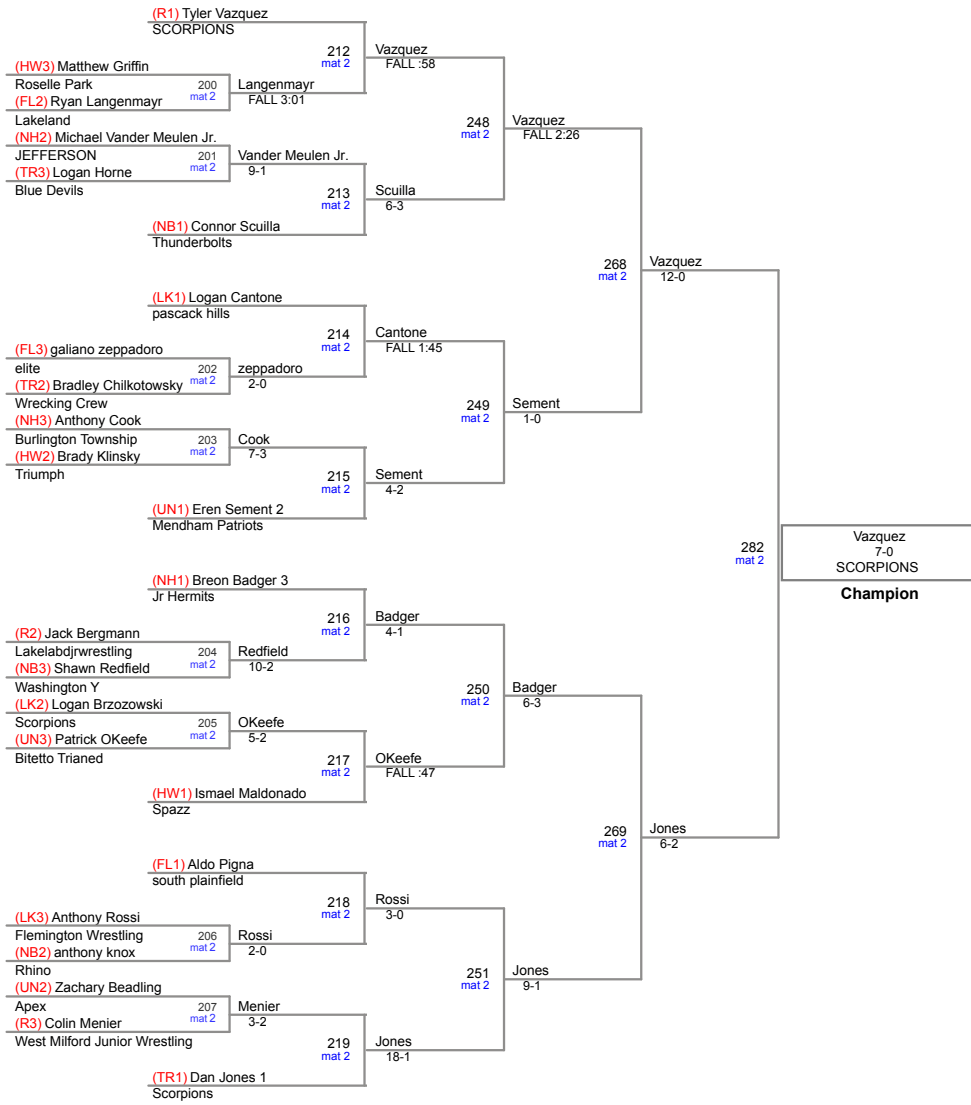 (R1) Tyler Vazquez
SCORPIONS
212
mat 2
Vazquez
FALL :58
(HW3) Matthew Griffin
Roselle Park
200
mat 2
Langenmayr
FALL 3:01
(FL2) Ryan Langenmayr
Lakeland
248
mat 2
Vazquez
FALL 2:26
(NH2) Michael Vander Meulen Jr.
JEFFERSON
201
mat 2
Vander Meulen Jr.
9-1
(TR3) Logan Horne
Blue Devils
213
mat 2
Scuilla
6-3
(NB1) Connor Scuilla
Thunderbolts
268
mat 2
Vazquez
12-0
(LK1) Logan Cantone
pascack hills
214
mat 2
Cantone
FALL 1:45
(FL3) galiano zeppadoro
elite
202
mat 2
zeppadoro
2-0
(TR2) Bradley Chilkotowsky
Wrecking Crew
249
mat 2
Sement
1-0
(NH3) Anthony Cook
Burlington Township
203
mat 2
Cook
7-3
(HW2) Brady Klinsky
Triumph
215
mat 2
Sement
4-2
(UN1) Eren Sement 2
Mendham Patriots
282
mat 2
Vazquez
7-0
SCORPIONS
Champion
(NH1) Breon Badger 3
Jr Hermits
216
mat 2
Badger
4-1
(R2) Jack Bergmann
Lakelabdjrwrestling
204
mat 2
Redfield
10-2
(NB3) Shawn Redfield
Washington Y
250
mat 2
Badger
6-3
(LK2) Logan Brzozowski
Scorpions
205
mat 2
OKeefe
5-2
(UN3) Patrick OKeefe
Bitetto Trianed
217
mat 2
OKeefe
FALL :47
(HW1) Ismael Maldonado
Spazz
269
mat 2
Jones
6-2
(FL1) Aldo Pigna
south plainfield
218
mat 2
Rossi
3-0
(LK3) Anthony Rossi
Flemington Wrestling
206
mat 2
Rossi
2-0
(NB2) anthony knox
Rhino
251
mat 2
Jones
9-1
(UN2) Zachary Beadling
Apex
207
mat 2
Menier
3-2
(R3) Colin Menier
West Milford Junior Wrestling
219
mat 2
Jones
18-1
(TR1) Dan Jones 1
Scorpions